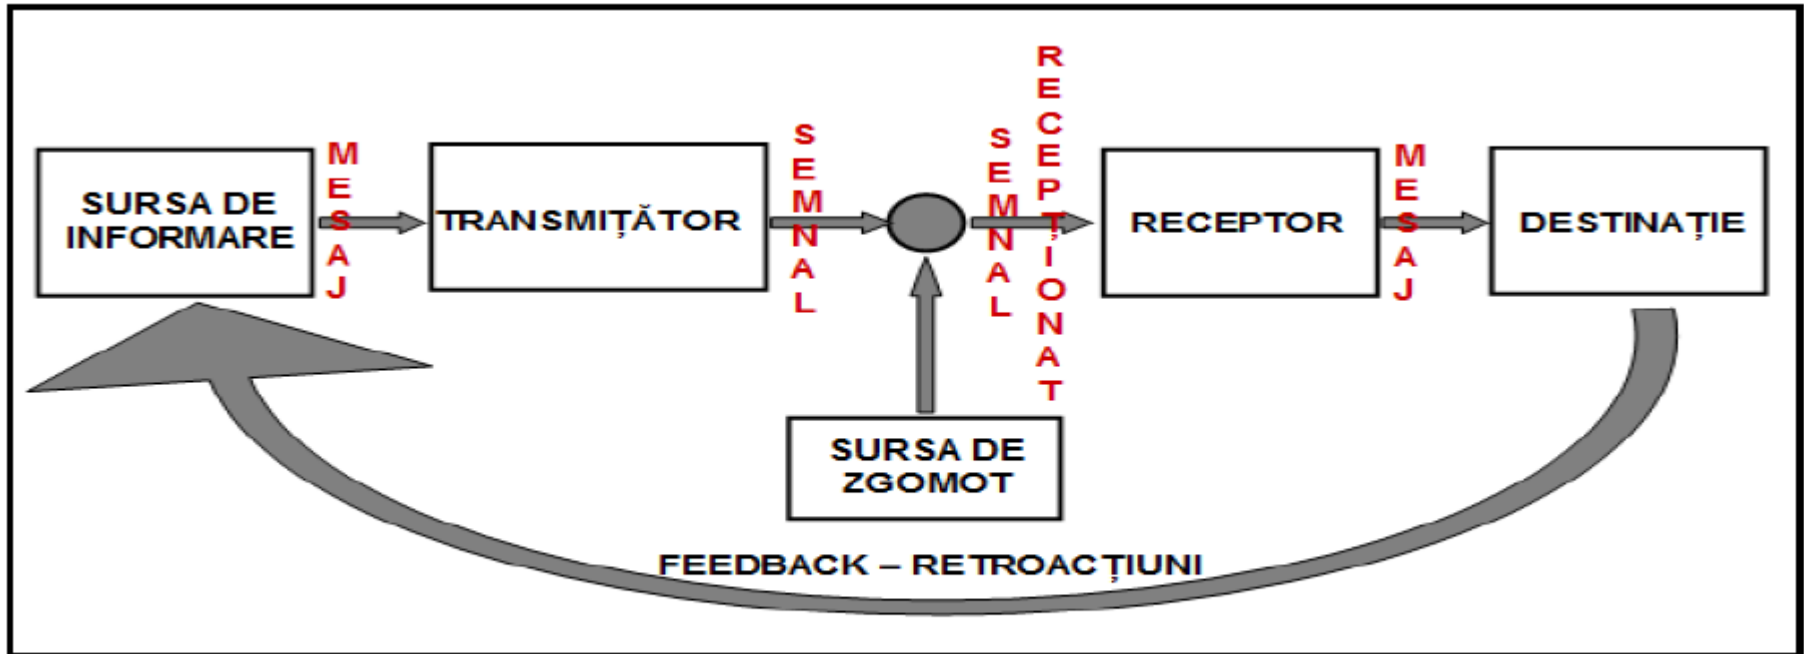 SURSA DE
INFORMARE
MESAJ
TRANSMIȚĂTOR
SEMNAL
SEMNAL
RECEPȚIONAT
RECEPTOR
MESAJ
DESTINAȚIE
SURSA DE
ZGOMOT
FEEDBACK – RETROACȚIUNI